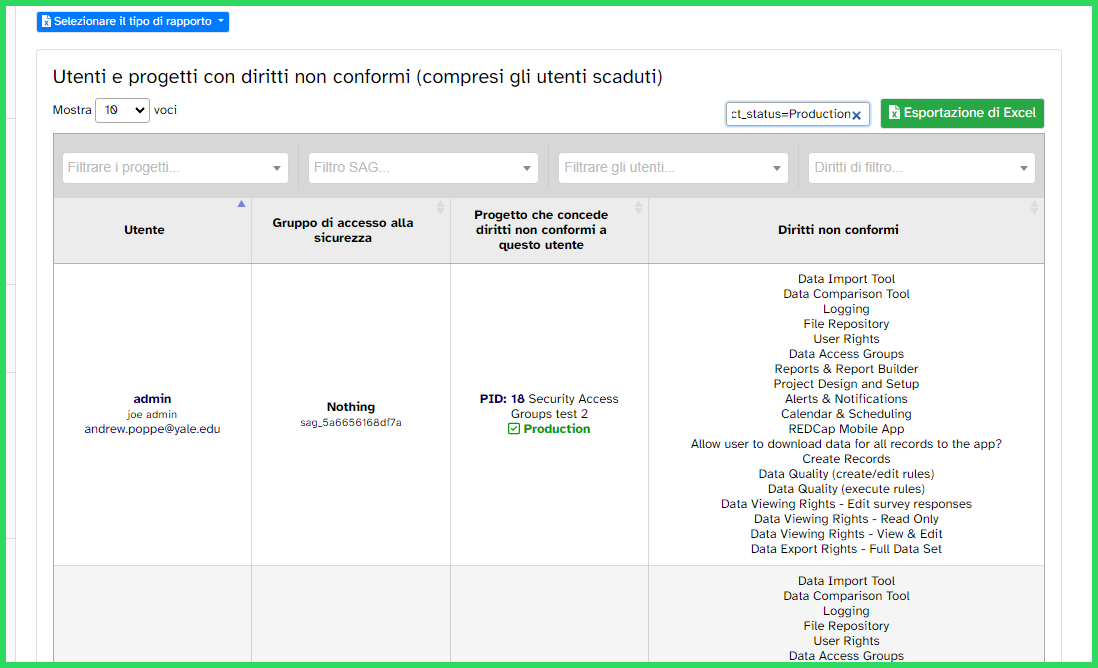 Selezionare il tipo di rapporto
Utenti e progetti con diritti non conformi (compresi gli utenti scaduti)
Mostra 10 voci
ct_status=Production
Esportazione di Excel
Filtrare i progetti...
Filtro SAG...
Filtrare gli utenti...
Diritti di filtro...
Utente
Gruppo di accesso alla
sicurezza
Progetto che concede
diritti non conformi a
questo utente
Diritti non conformi
admin
joe admin
andrew.poppe@yale.edu
Nothing
sag_5a6656168df7a
PID: 18 Security Access
Groups test 2
Production
Data Import Tool
Data Comparison Tool
Logging
File Repository
User Rights
Data Access Groups
Reports & Report Builder
Project Design and Setup
Alerts & Notifications
Calendar & Scheduling
REDCap Mobile App
Allow user to download data for all records to the app?
Create Records
Data Quality (create/edit rules)
Data Quality (execute rules)
Data Viewing Rights - Edit survey responses
Data Viewing Rights - Read Only
Data Viewing Rights - View & Edit
Data Export Rights - Full Data Set
Data Import Tool
Data Comparison Tool
Logging
File Repository
User Rights
Data Access Groups